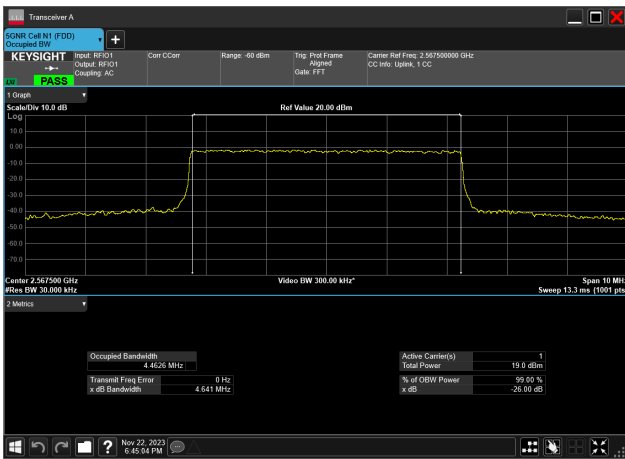 Transceiver A
5GNR Cell N1 (FDD)
Occupied BW
+
KEYSIGHT
LXI
PASS
Input: RFIO1
Output: RFIO1
Coupling: AC
Corr CCorr
Range: -60 dBm
Trig: Prot Frame
Aligned
Gate: FFT
Carrier Ref Freq: 2.567500000 GHz
CC Info: Uplink, 1 CC
1 Graph
Scale/Div 10.0 dB
Ref Value 20.00 dBm
Log
10.0
0.00
-10.0
-20.0
-30.0
-40.0
-50.0
-60.0
-70.0
Center 2.567500 GHz
Video BW 300.00 kHz*
Span 10 MHz
#Res BW 30.000 kHz
Sweep 13.3 ms (1001 pts
2 Metrics
Occupied Bandwidth
4.4626 MHz
Active Carrier(s) 1
Total Power 19.0 dBm
Transmit Freq Error 0 Hz
x dB Bandwidth 4.641 MHz
% of OBW Power 99.00 %
x dB -26.00 dB
?
Nov 22, 2023
6:45:04 PM